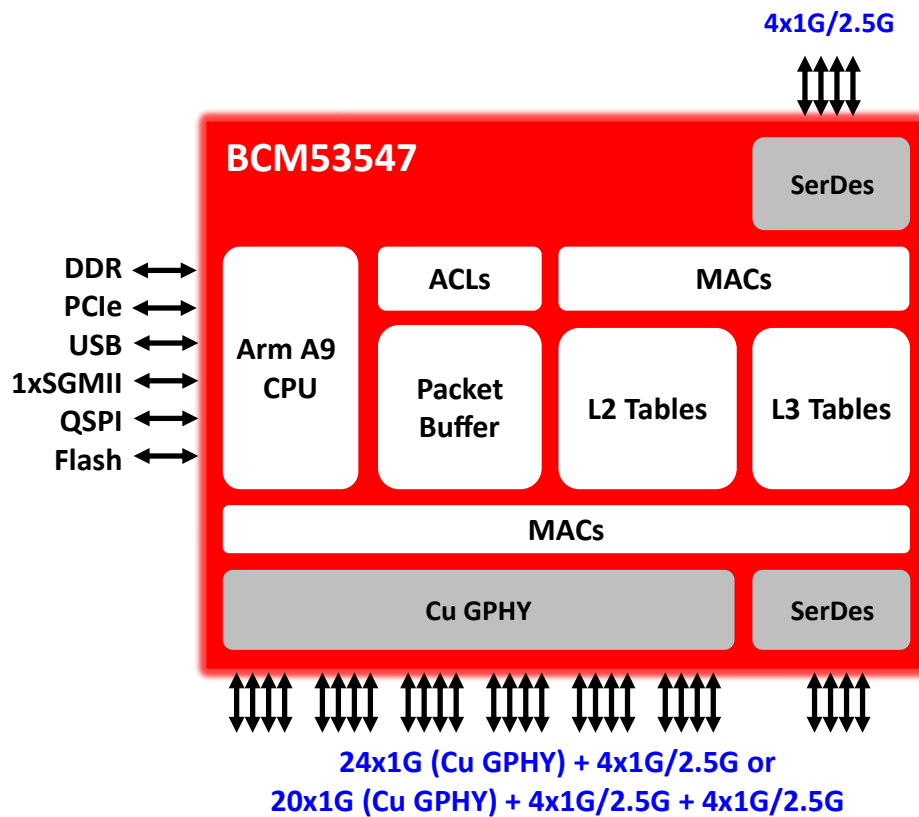 4x1G/2.5G
BCM53547
SerDes
DDR
PCIe
USB
1xSGMII
QSPI
Flash
Arm A9
CPU
ACLs
MACs
Packet
Buffer
L2 Tables
L3 Tables
MACs
Cu GPHY
SerDes
24x1G (Cu GPHY) + 4x1G/2.5G or
20x1G (Cu GPHY) + 4x1G/2.5G + 4x1G/2.5G